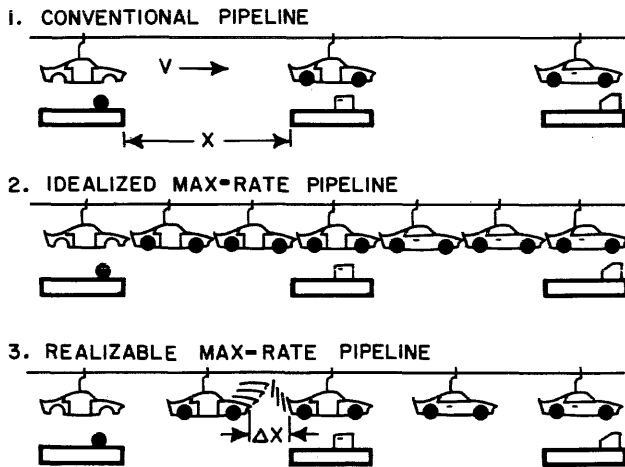 1. CONVENTIONAL PIPELINE
V
X
2. IDEALIZED MAX-RATE PIPELINE
3. REALIZABLE MAX-RATE PIPELINE
ΔX